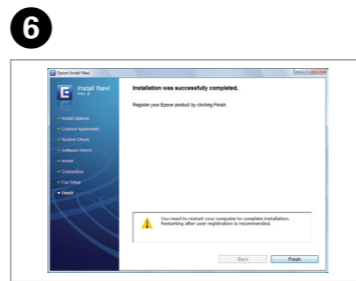 6
Epson Install Navi
Install Navi
Installation was successfully completed.
Register your Epson product by clicking Finish.
Install Options
License Agreement
System Check
Software Select
Install
Connection
Fax Setup
Finish
You need to restart your computer to complete installation.
Restarting after user registration is recommended.
Back
Finish